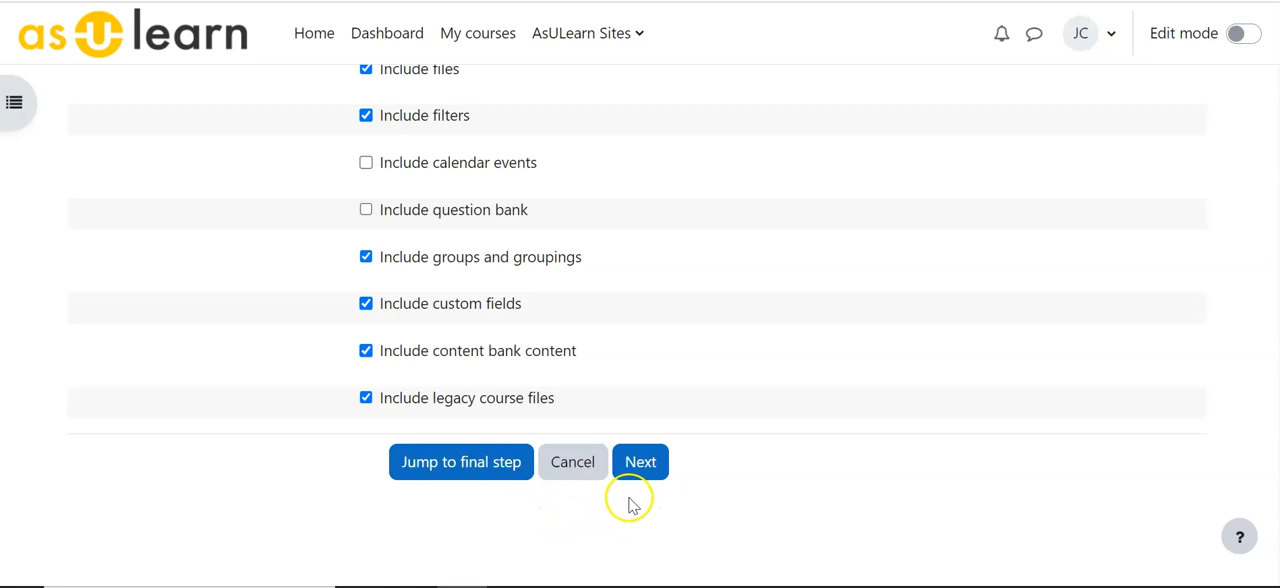 asUlearn Home Dashboard My courses AsULearn Sites JC Edit mode
Include files
Include filters
Include calendar events
Include question bank
Include groups and groupings
Include custom fields
Include content bank content
Include legacy course files
Jump to final step Cancel Next
?